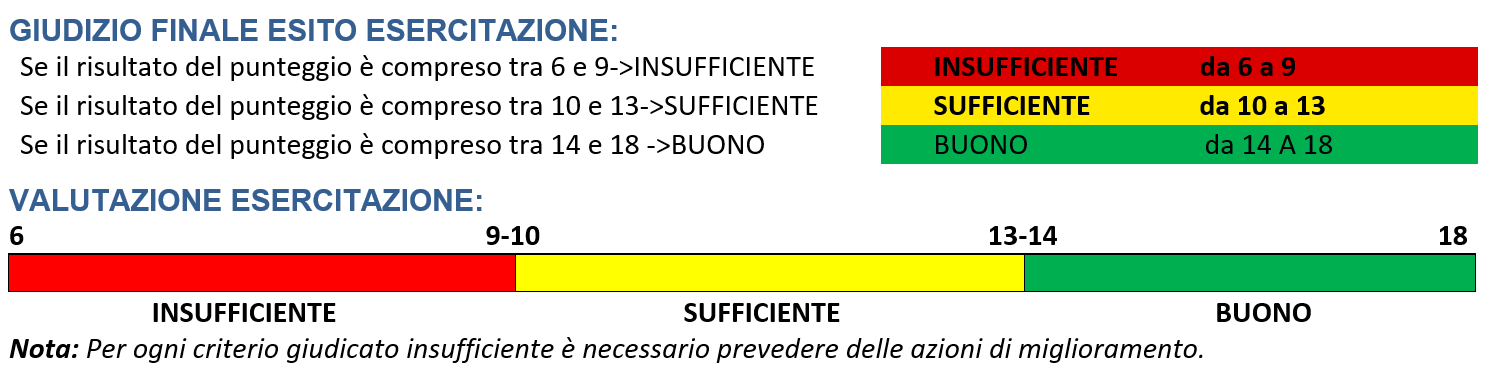 GIUDIZIO FINALE ESITO ESERCITAZIONE:
Se il risultato del punteggio è compreso tra 6 e 9->INSUFFICIENTE INSUFFICIENTE da 6 a 9
Se il risultato del punteggio è compreso tra 10 e 13->SUFFICIENTE SUFFICIENTE da 10 a 13
Se il risultato del punteggio è compreso tra 14 e 18 ->BUONO BUONO da 14 A 18
VALUTAZIONE ESERCITAZIONE:
6 9-10 13-14 18
INSUFFICIENTE SUFFICIENTE BUONO
Nota: Per ogni criterio giudicato insufficiente è necessario prevedere delle azioni di miglioramento.